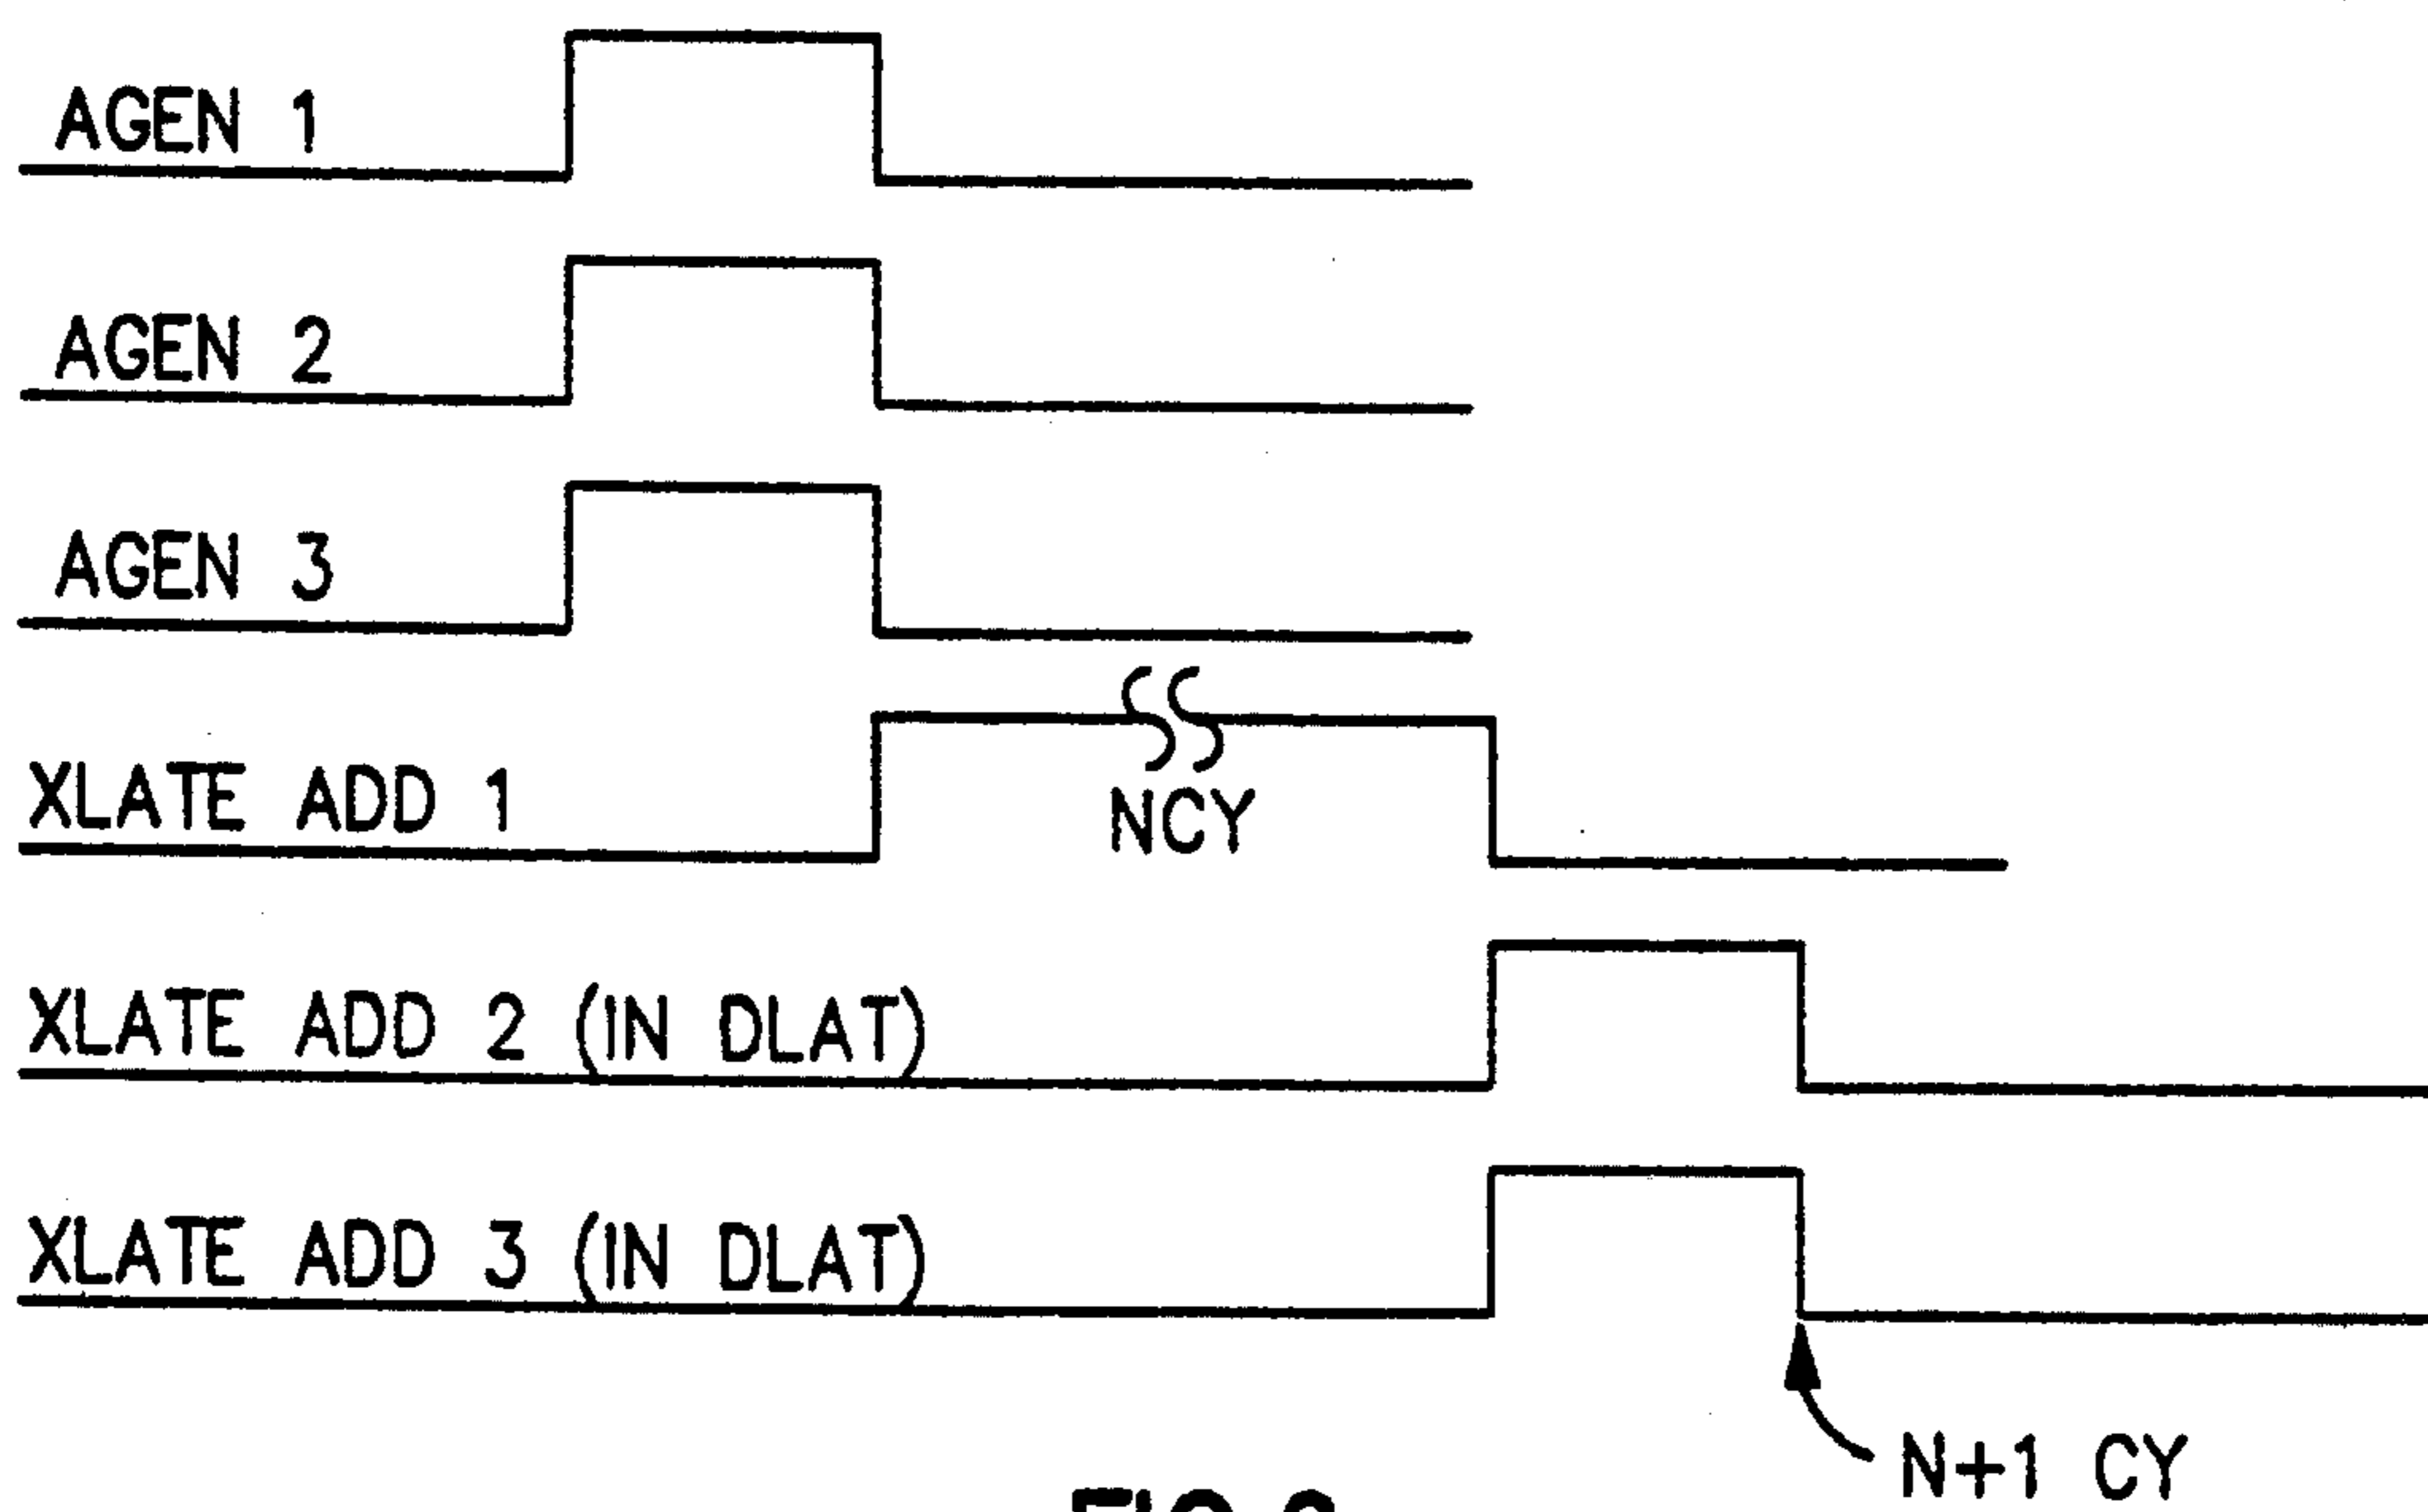 AGEN 1
AGEN 2
AGEN 3
NCY
XLATE ADD 1
XLATE ADD 2 (IN DLAT)
XLATE ADD 3 (IN DLAT)
N+1 CY